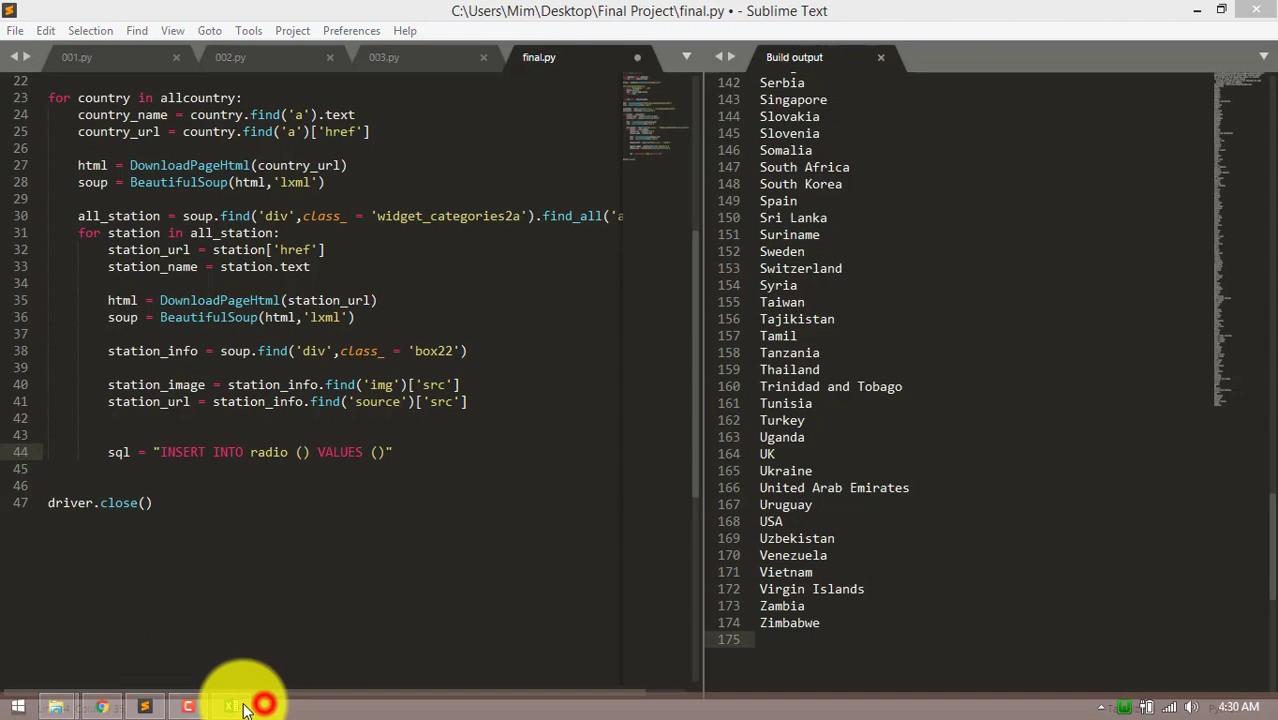 C:\Users\Mim\Desktop\Final Project\final.py • - Sublime Text
File Edit Selection Find View Goto Tools Project Preferences Help
001.py 002.py 003.py final.py Build output
22
23 for country in allcountry:
24 country_name = country.find('a').text
25 country_url = country.find('a')['href']
26
27 html = DownloadPageHtml(country_url)
28 soup = BeautifulSoup(html,'lxml')
29
30 all_station = soup.find('div',class_ = 'widget_categories2a').find_all('a
31 for station in all_station:
32 station_url = station['href']
33 station_name = station.text
34
35 html = DownloadPageHtml(station_url)
36 soup = BeautifulSoup(html,'lxml')
37
38 station_info = soup.find('div',class_ = 'box22')
39
40 station_image = station_info.find('img')['src']
41 station_url = station_info.find('source')['src']
42
43
44 sql = "INSERT INTO radio () VALUES ()"
45
46
47 driver.close()
142 Serbia
143 Singapore
144 Slovakia
145 Slovenia
146 Somalia
147 South Africa
148 South Korea
149 Spain
150 Sri Lanka
151 Suriname
152 Sweden
153 Switzerland
154 Syria
155 Taiwan
156 Tajikistan
157 Tamil
158 Tanzania
159 Thailand
160 Trinidad and Tobago
161 Tunisia
162 Turkey
163 Uganda
164 UK
165 Ukraine
166 United Arab Emirates
167 Uruguay
168 USA
169 Uzbekistan
170 Venezuela
171 Vietnam
172 Virgin Islands
173 Zambia
174 Zimbabwe
175
4:30 AM